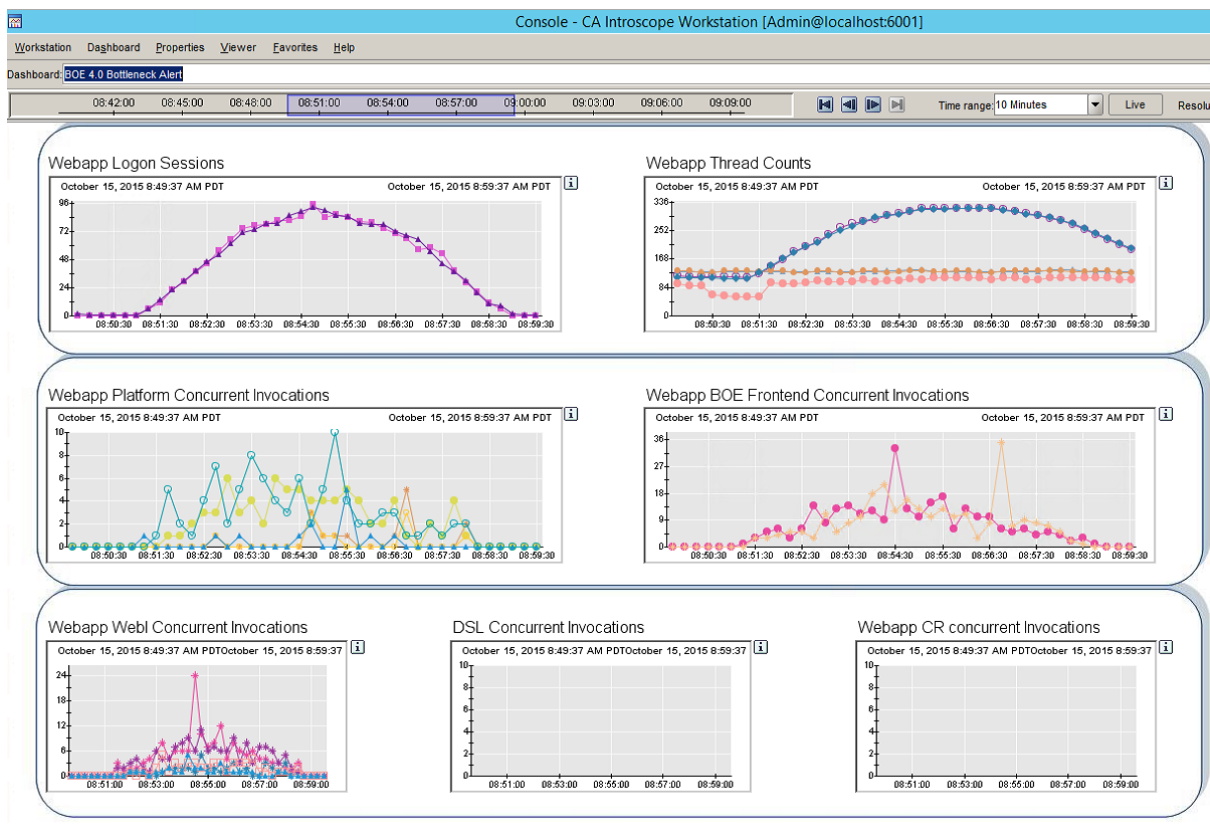 Console - CA Introscope Workstation [Admin@localhost:6001]
Workstation Dashboard Properties Viewer Favorites Help
Dashboard: BOE 4.0 Bottleneck Alert
08:42:00 08:45:00 08:48:00 08:51:00 08:54:00 08:57:00 09:00:00 09:03:00 09:06:00 09:09:00 Time range: 10 Minutes Live Resolu
Webapp Logon Sessions
October 15, 2015 8:49:37 AM PDT October 15, 2015 8:59:37 AM PDT
96
72
48
24
0
08:50:30 08:51:30 08:52:30 08:53:30 08:54:30 08:55:30 08:56:30 08:57:30 08:58:30 08:59:30
Webapp Thread Counts
October 15, 2015 8:49:37 AM PDT October 15, 2015 8:59:37 AM PDT
336
252
168
84
0
08:50:30 08:51:30 08:52:30 08:53:30 08:54:30 08:55:30 08:56:30 08:57:30 08:58:30 08:59:30
Webapp Platform Concurrent Invocations
October 15, 2015 8:49:37 AM PDT October 15, 2015 8:59:37 AM PDT
10
8
6
4
2
0
08:50:30 08:51:30 08:52:30 08:53:30 08:54:30 08:55:30 08:56:30 08:57:30 08:58:30 08:59:30
Webapp BOE Frontend Concurrent Invocations
October 15, 2015 8:49:37 AM PDT October 15, 2015 8:59:37 AM PDT
36
27
18
9
0
08:50:30 08:51:30 08:52:30 08:53:30 08:54:30 08:55:30 08:56:30 08:57:30 08:58:30 08:59:30
Webapp WebI Concurrent Invocations
October 15, 2015 8:49:37 AM PDTOctober 15, 2015 8:59:37
24
18
12
6
0
08:51:00 08:53:00 08:55:00 08:57:00 08:59:00
DSL Concurrent Invocations
October 15, 2015 8:49:37 AM PDTOctober 15, 2015 8:59:37
10
8
6
4
2
0
08:51:00 08:53:00 08:55:00 08:57:00 08:59:00
Webapp CR concurrent Invocations
October 15, 2015 8:49:37 AM PDTOctober 15, 2015 8:59:37
10
8
6
4
2
0
08:51:00 08:53:00 08:55:00 08:57:00 08:59:00